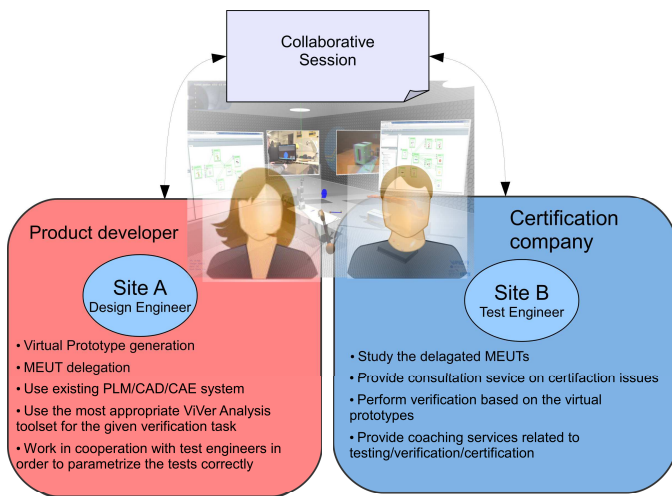 Collaborative
Session
Product developer
Site A
Design Engineer
• Virtual Prototype generation
• MEUT delegation
• Use existing PLM/CAD/CAE system
• Use the most appropriate ViVer Analysis
toolset for the given verification task
• Work in cooperation with test engineers in
order to parametrize the tests correctly
Certification
company
Site B
Test Engineer
• Study the delagated MEUTs
• Provide consultation sevice on certifaction issues
• Perform verification based on the virtual
prototypes
• Provide coaching services related to
testing/verification/certification